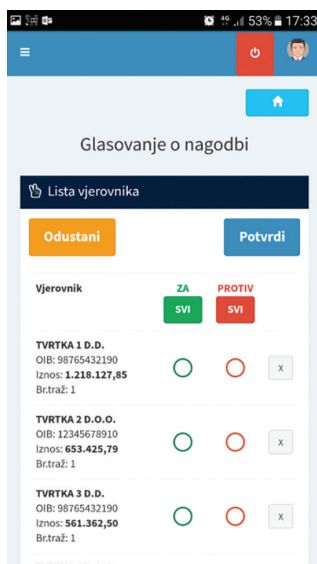 53% 17:33
Glasovanje o nagodbi
Lista vjerovnika
Odustani Potvrdi
Vjerovnik ZA PROTIV
SVI SVI
TVRTKA 1 D.D.
OIB: 98765432190
Iznos: 1.218.127,85
Br.traž: 1
x
TVRTKA 2 D.O.O.
OIB: 12345678910
Iznos: 653.425,79
Br.traž: 1
x
TVRTKA 3 D.D.
OIB: 98765432190
Iznos: 561.362,50
Br.traž: 1
x